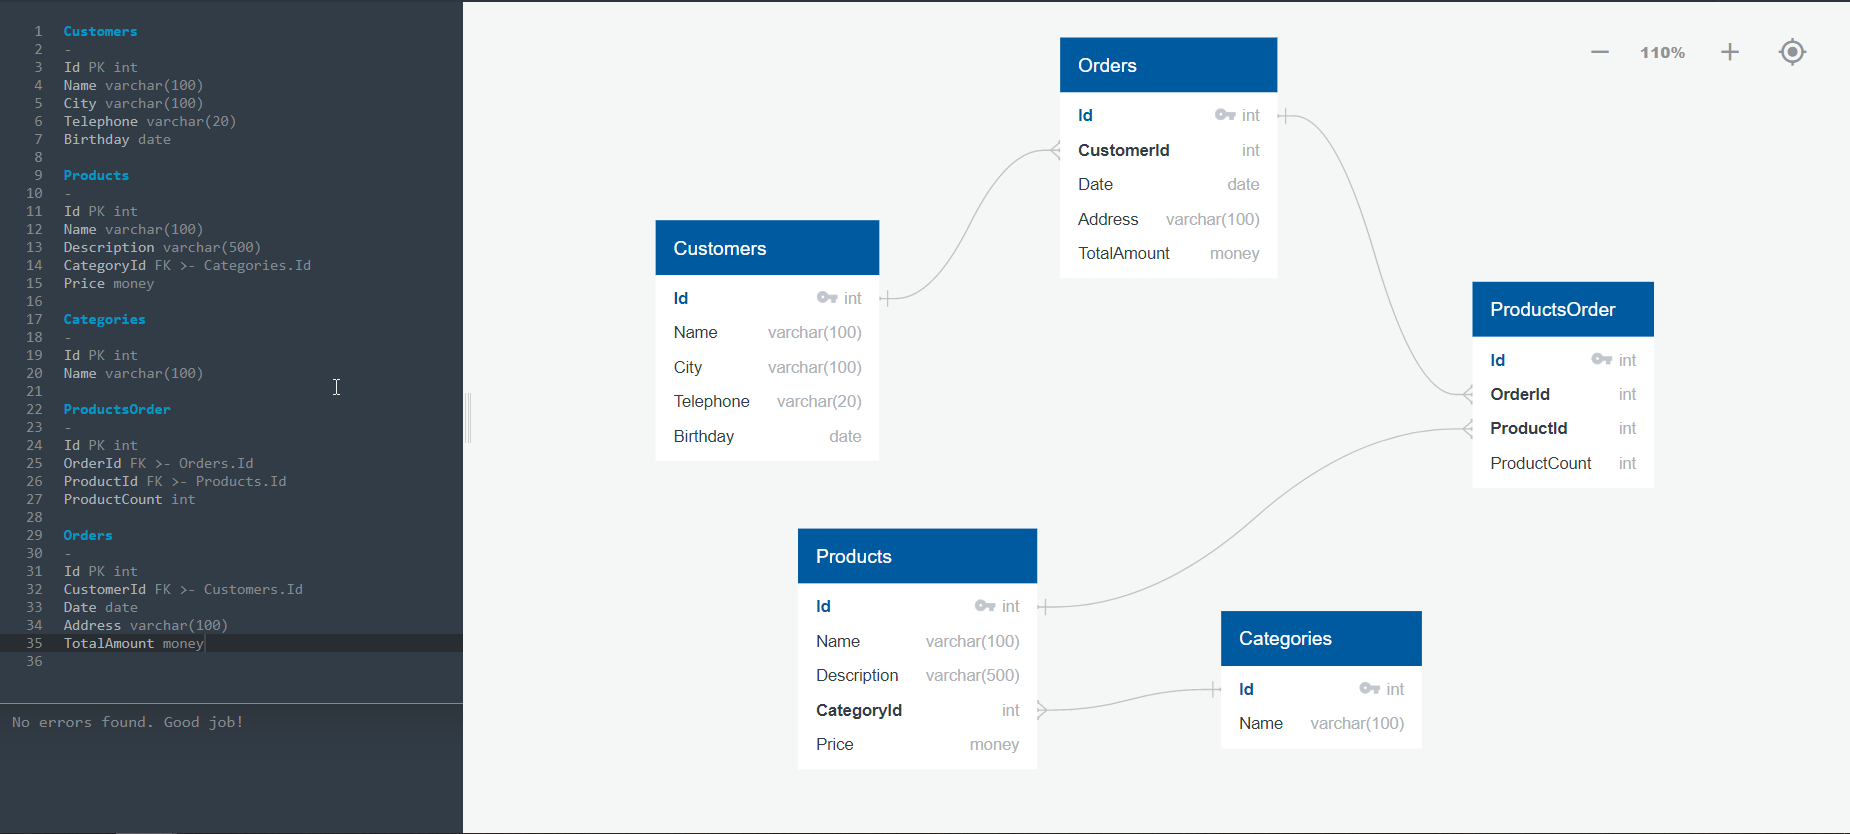 1 Customers
2 -
3 Id PK int
4 Name varchar(100)
5 City varchar(100)
6 Telephone varchar(20)
7 Birthday date
8
9 Products
10 -
11 Id PK int
12 Name varchar(100)
13 Description varchar(500)
14 CategoryId FK >- Categories.Id
15 Price money
16
17 Categories
18 -
19 Id PK int
20 Name varchar(100)
21
22 ProductsOrder
23 -
24 Id PK int
25 OrderId FK >- Orders.Id
26 ProductId FK >- Products.Id
27 ProductCount int
28
29 Orders
30 -
31 Id PK int
32 CustomerId FK >- Customers.Id
33 Date date
34 Address varchar(100)
35 TotalAmount money
36
No errors found. Good job!
110%
Orders
Id int
CustomerId int
Date date
Address varchar(100)
TotalAmount money
Customers
Id int
Name varchar(100)
City varchar(100)
Telephone varchar(20)
Birthday date
ProductsOrder
Id int
OrderId int
ProductId int
ProductCount int
Products
Id int
Name varchar(100)
Description varchar(500)
CategoryId int
Price money
Categories
Id int
Name varchar(100)